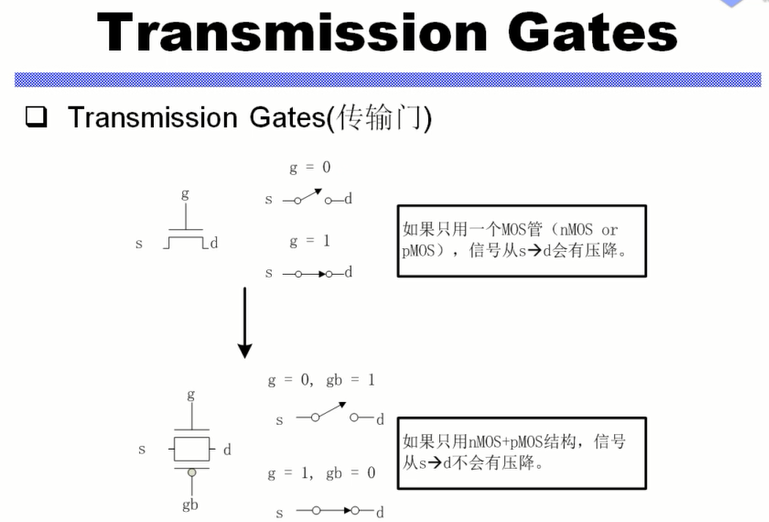 Transmission Gates
Transmission Gates(传输门)
g = 0
g
s
d
s
d
g = 1
s
d
如果只用一个MOS管（nMOS or
pMOS），信号从s→d会有压降。
g = 0, gb = 1
g
s
d
s
d
g = 1, gb = 0
gb
s
d
如果只用nMOS+pMOS结构，信号
从s→d不会有压降。